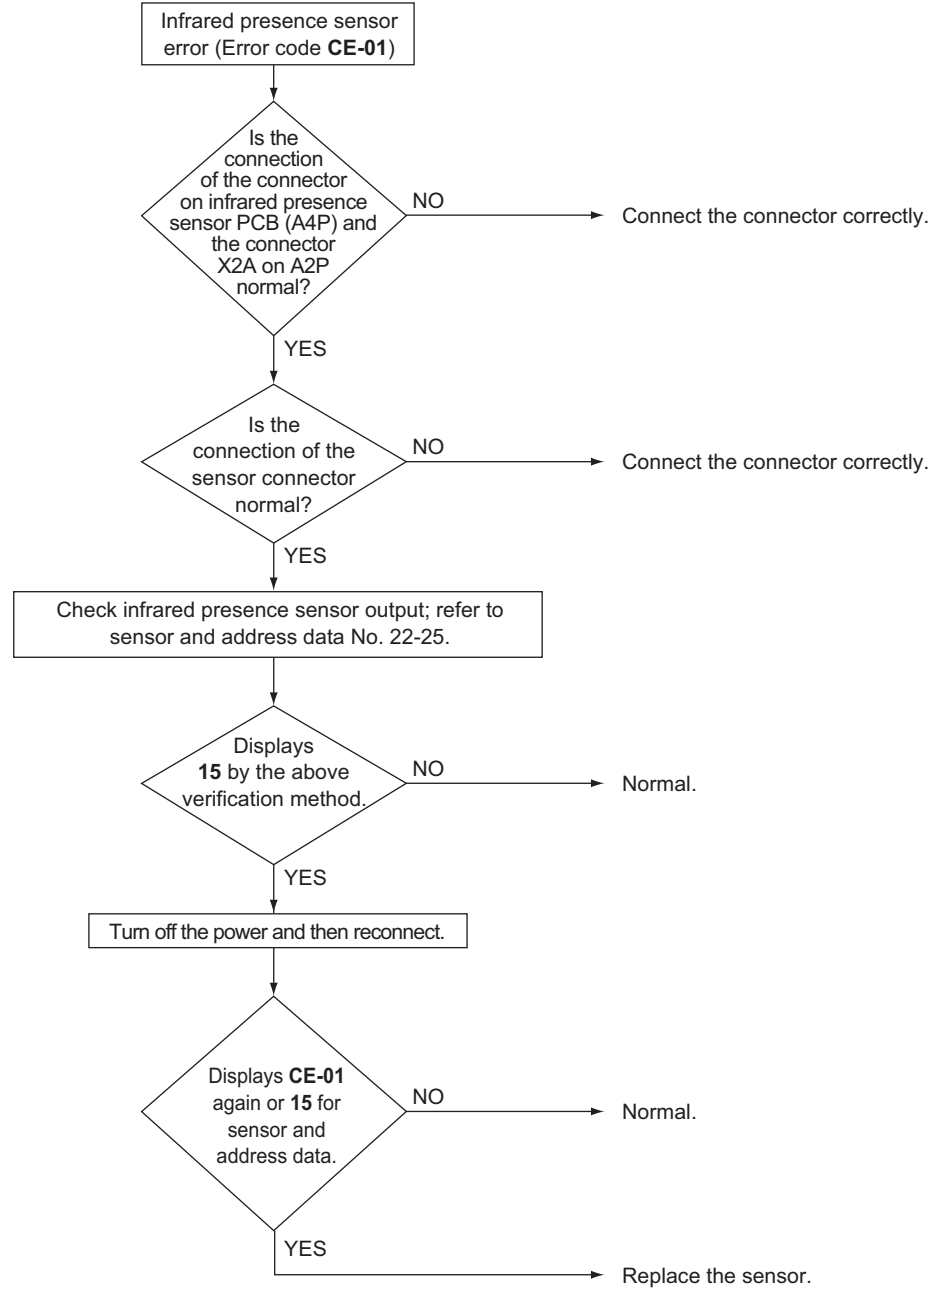 Infrared presence sensor
error (Error code CE-01)
Is the
connection
of the connector
on infrared presence
sensor PCB (A4P) and
the connector
X2A on A2P
normal?
NO
Connect the connector correctly.
YES
Is the
connection of the
sensor connector
normal?
NO
Connect the connector correctly.
YES
Check infrared presence sensor output; refer to
sensor and address data No. 22-25.
Displays
15 by the above
verification method.
NO
Normal.
YES
Turn off the power and then reconnect.
Displays CE-01
again or 15 for
sensor and
address data.
NO
Normal.
YES
Replace the sensor.